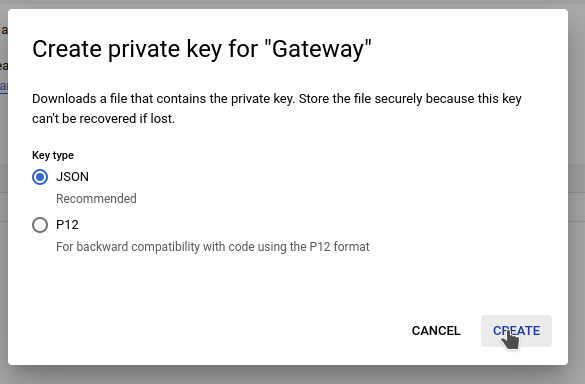 Create private key for "Gateway"
Downloads a file that contains the private key. Store the file securely because this key
can't be recovered if lost.
Key type
JSON
Recommended
P12
For backward compatibility with code using the P12 format
CANCEL
CREATE